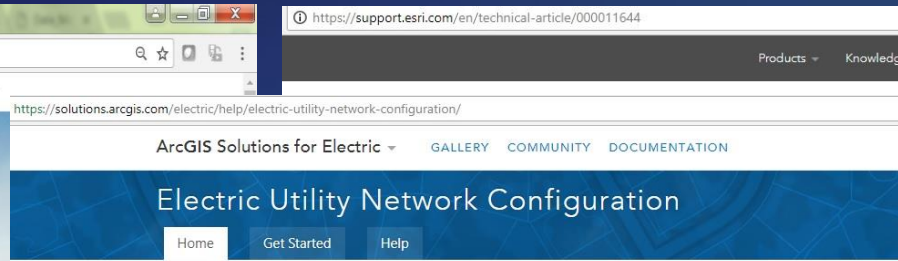 https://support.esri.com/en/technical-article/000011644
Products
https://solutions.arcgis.com/electric/help/electric-utility-network-configuration/
ArcGIS Solutions for Electric GALLERY COMMUNITY DOCUMENTATION
Electric Utility Network Configuration
Home Get Started Help